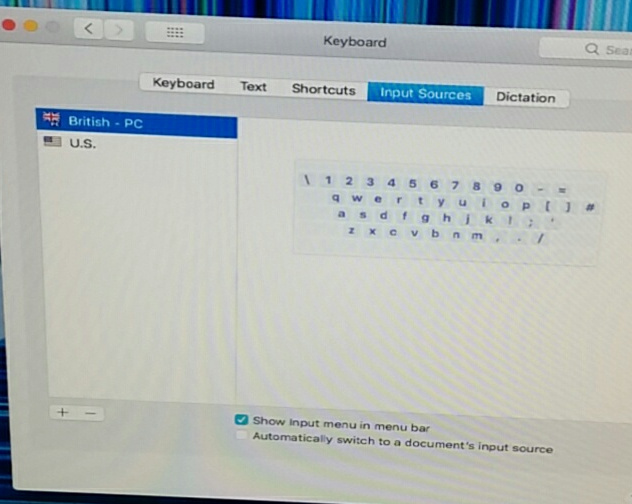 Keyboard
Sear
Keyboard Text Shortcuts Input Sources Dictation
British - PC
U.S.
\ 1 2 3 4 5 6 7 8 9 0 - =
q w e r t y u i o p [ ] #
a s d f g h j k l ; '
z x c v b n m , . /
+ −
Show Input menu in menu bar
Automatically switch to a document's input source